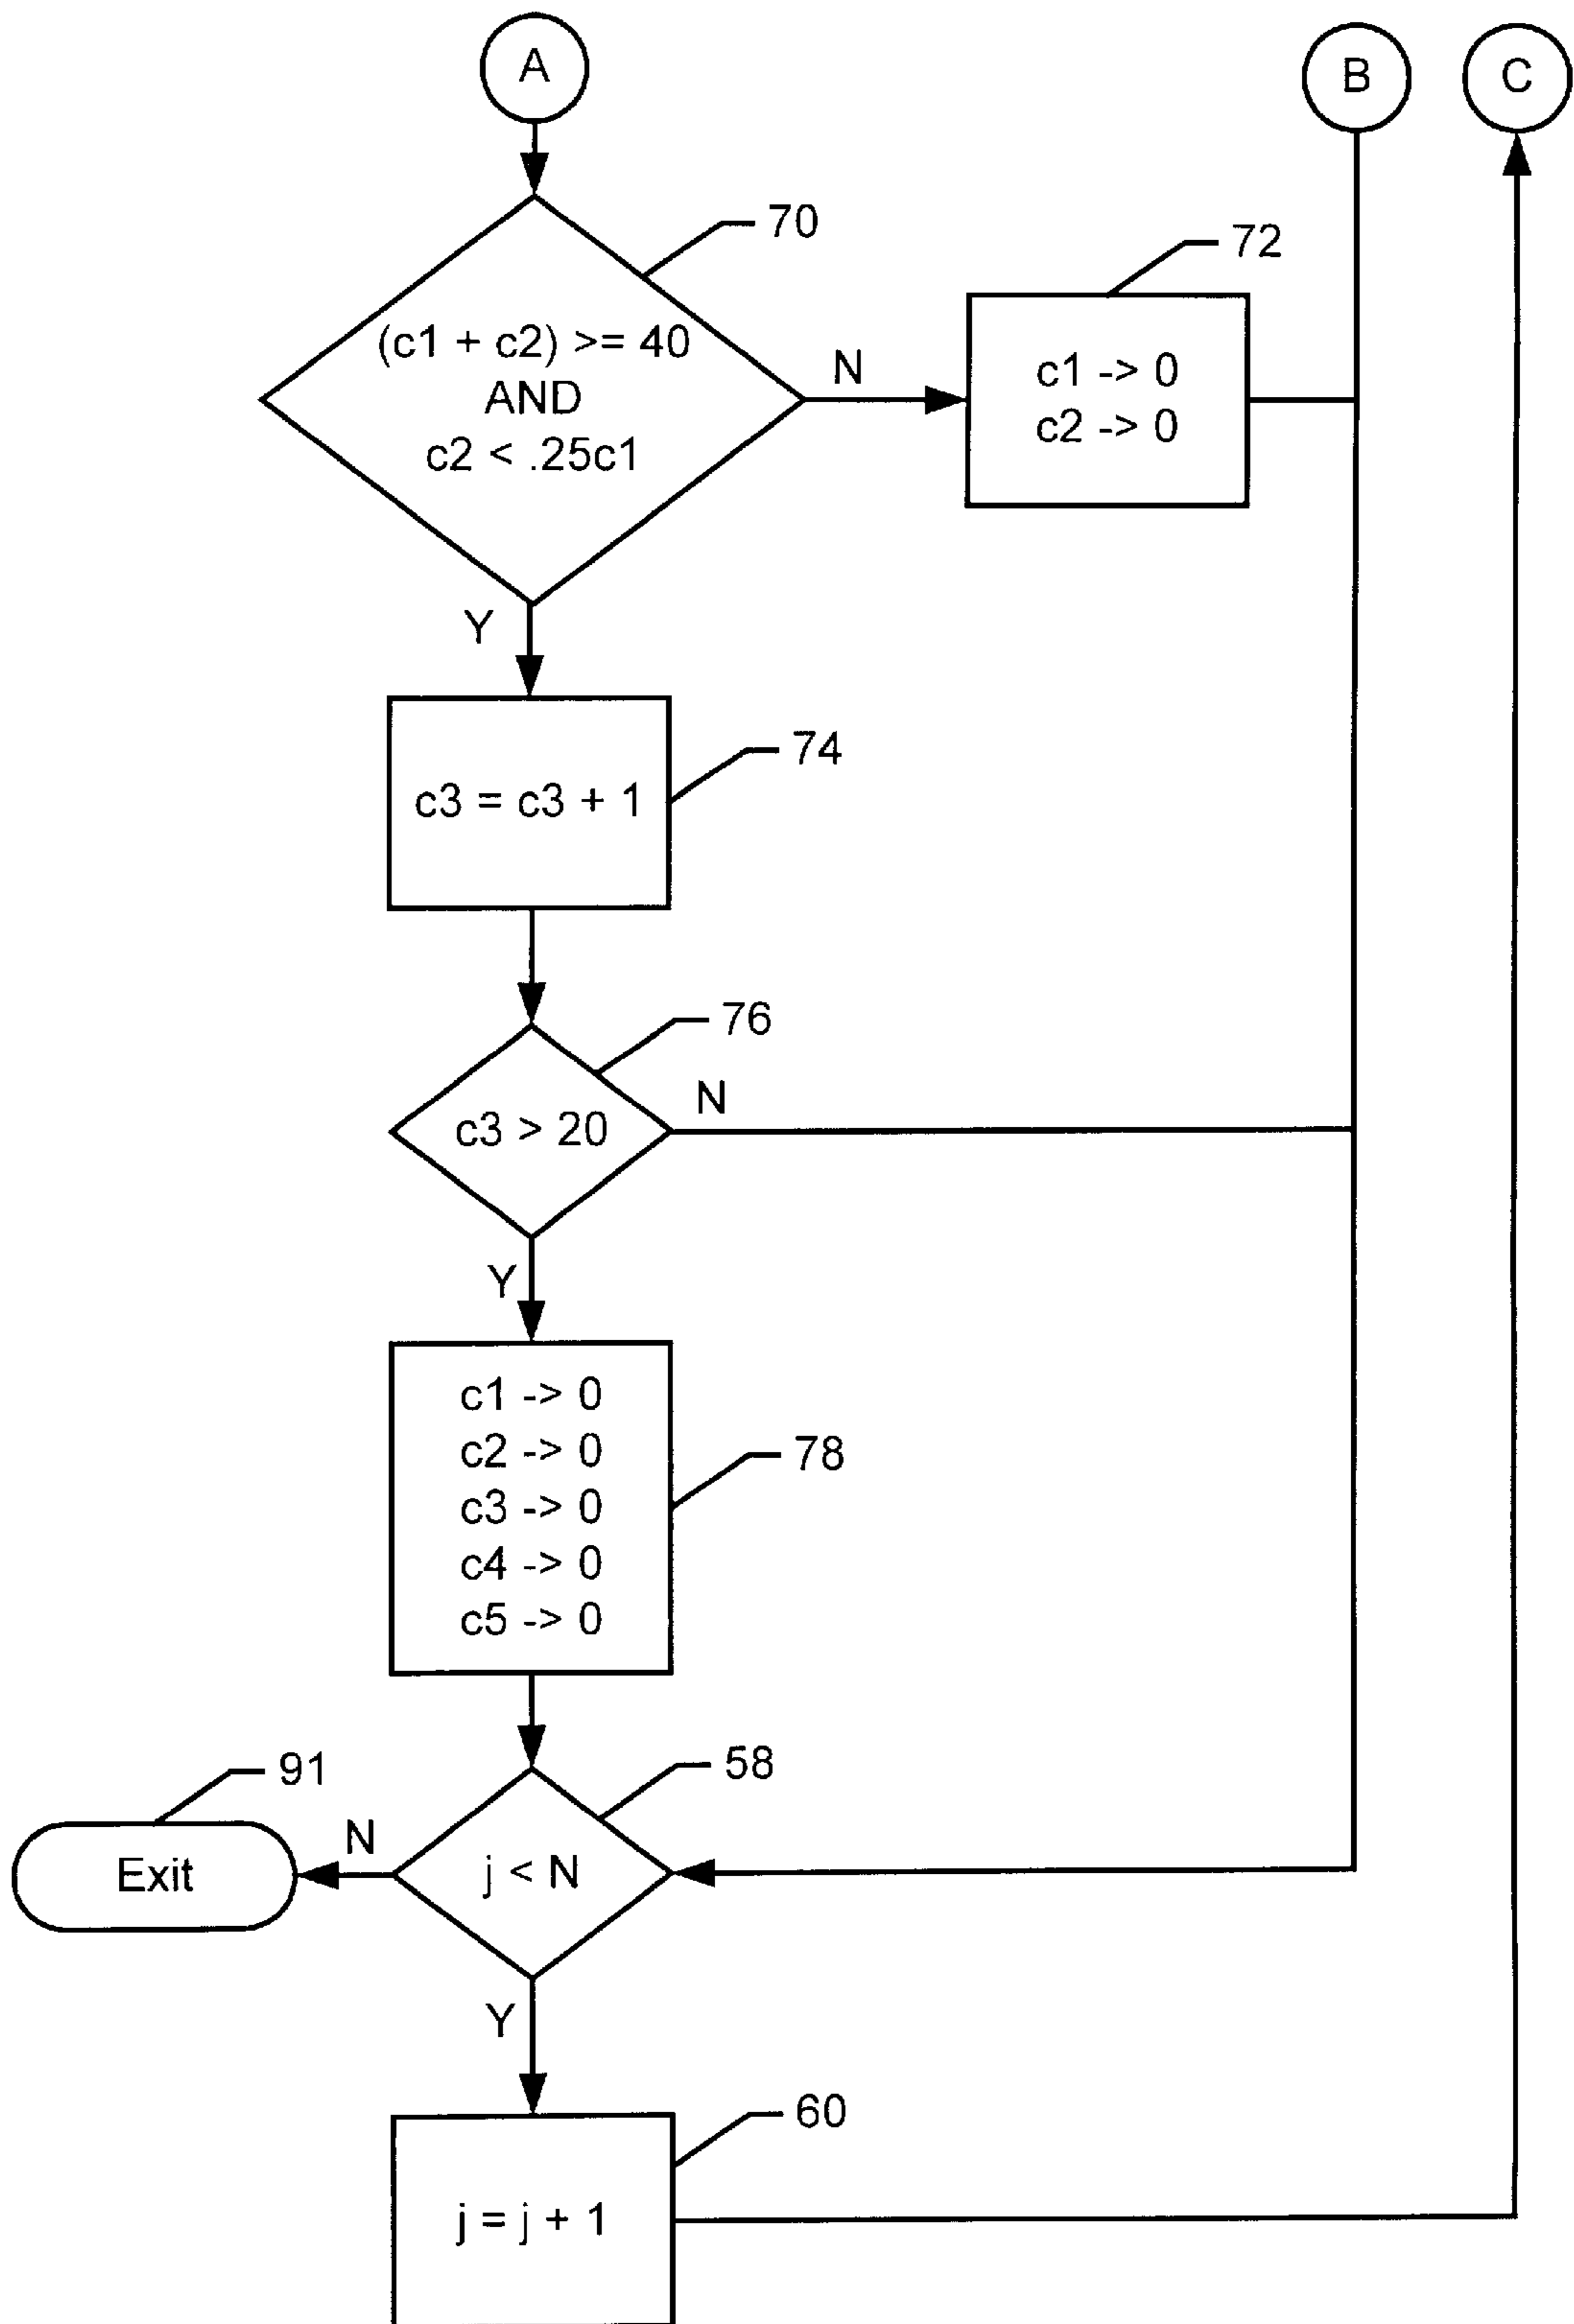 A
B
C
70
72
(c1 + c2) >= 40
AND
c2 < .25c1
N
c1 -> 0
c2 -> 0
Y
74
c3 = c3 + 1
76
c3 > 20
N
Y
c1 -> 0
c2 -> 0
c3 -> 0
c4 -> 0
c5 -> 0
78
91
58
Exit
N
j < N
Y
60
j = j + 1